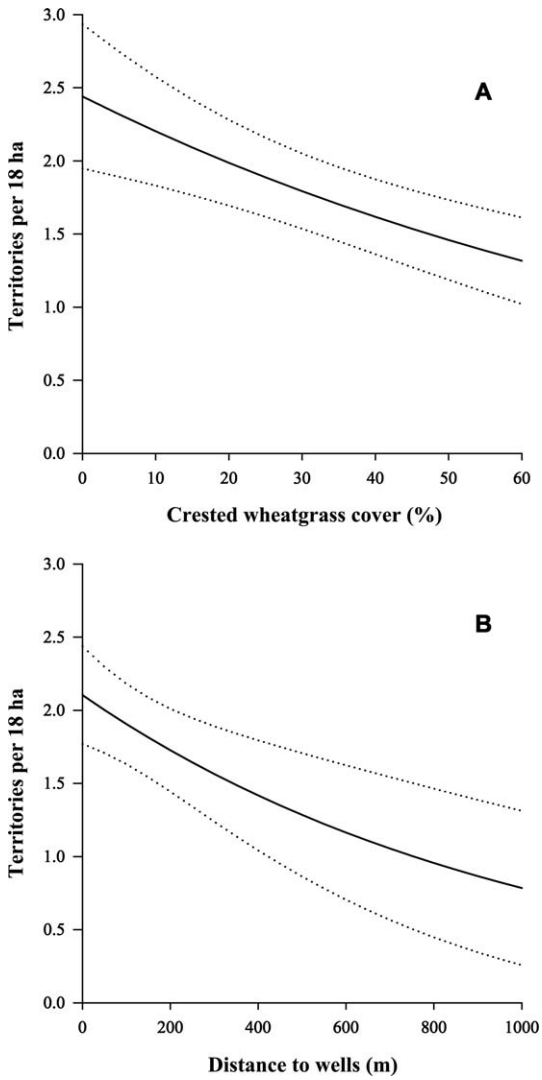 3.0
A
2.5
2.0
1.5
1.0
0.5
0.0
Territories per 18 ha
0 10 20 30 40 50 60
Crested wheatgrass cover (%)
3.0
B
2.5
2.0
1.5
1.0
0.5
0.0
Territories per 18 ha
0 200 400 600 800 1000
Distance to wells (m)